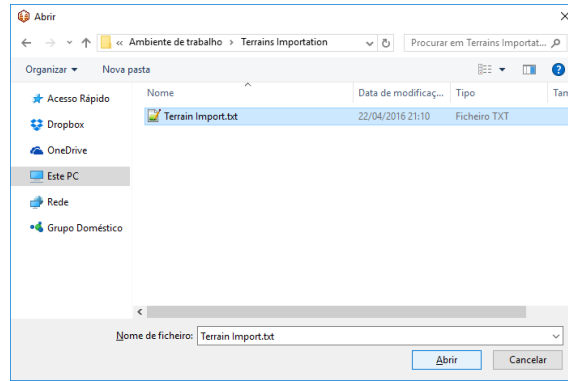 Abrir
« Ambiente de trabalho > Terrains Importation
Procurar em Terrains Importat...
Organizar
Nova pasta
Nome
Data de modificaç...
Tipo
Tam
Acesso Rápido
Terrain Import.txt
22/04/2016 21:10
Ficheiro TXT
Dropbox
OneDrive
Este PC
Rede
Grupo Doméstico
Nome de ficheiro:
Terrain Import.txt
Abrir
Cancelar